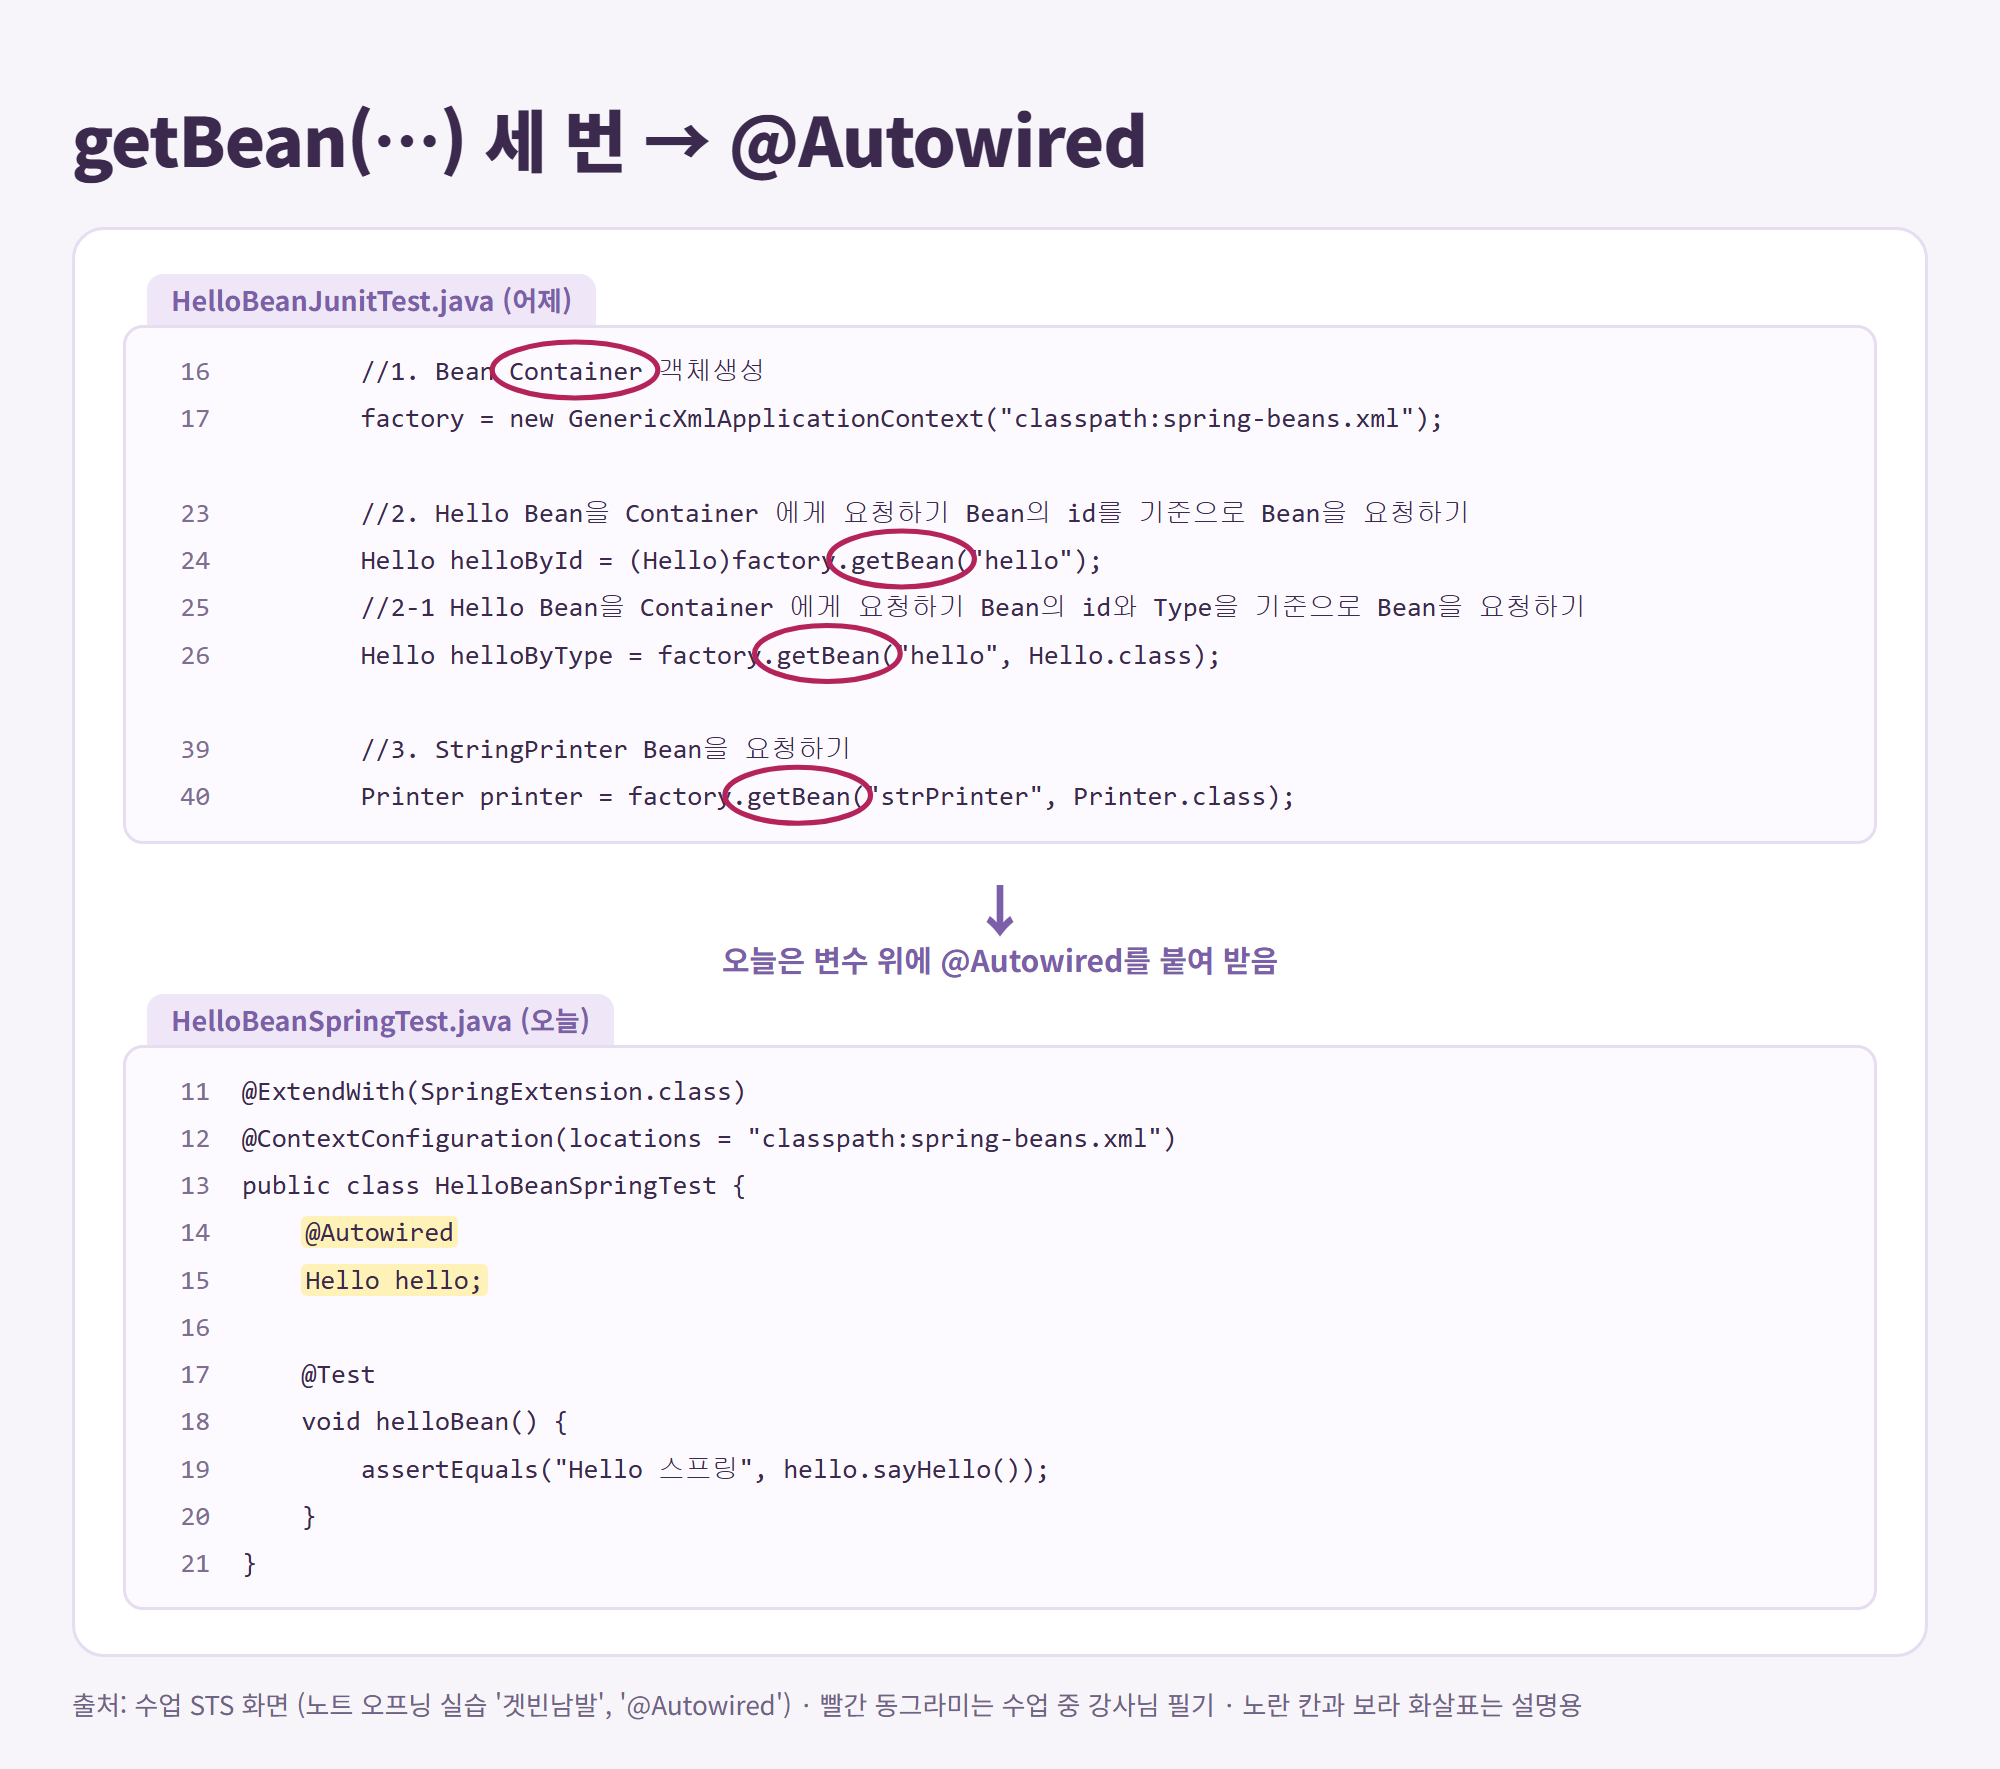 getBean(⋯) 세 번 → @Autowired
HelloBeanJunitTest.java (어제)
16 //1. Bean Container 객체생성
17 factory = new GenericXmlApplicationContext("classpath:spring-beans.xml");
23 //2. Hello Bean을 Container 에게 요청하기 Bean의 id를 기준으로 Bean을 요청하기
24 Hello helloById = (Hello)factory.getBean("hello");
25 //2-1 Hello Bean을 Container 에게 요청하기 Bean의 id와 Type을 기준으로 Bean을 요청하기
26 Hello helloByType = factory.getBean("hello", Hello.class);
39 //3. StringPrinter Bean을 요청하기
40 Printer printer = factory.getBean("strPrinter", Printer.class);
↓
오늘은 변수 위에 @Autowired를 붙여 받음
HelloBeanSpringTest.java (오늘)
11 @ExtendWith(SpringExtension.class)
12 @ContextConfiguration(locations = "classpath:spring-beans.xml")
13 public class HelloBeanSpringTest {
14 @Autowired
15 Hello hello;
16
17 @Test
18 void helloBean() {
19 assertEquals("Hello 스프링", hello.sayHello());
20 }
21 }
출처: 수업 STS 화면 (노트 오프닝 실습 '겟빈남발', '@Autowired') · 빨간 동그라미는 수업 중 강사님 필기 · 노란 칸과 보라 화살표는 설명용